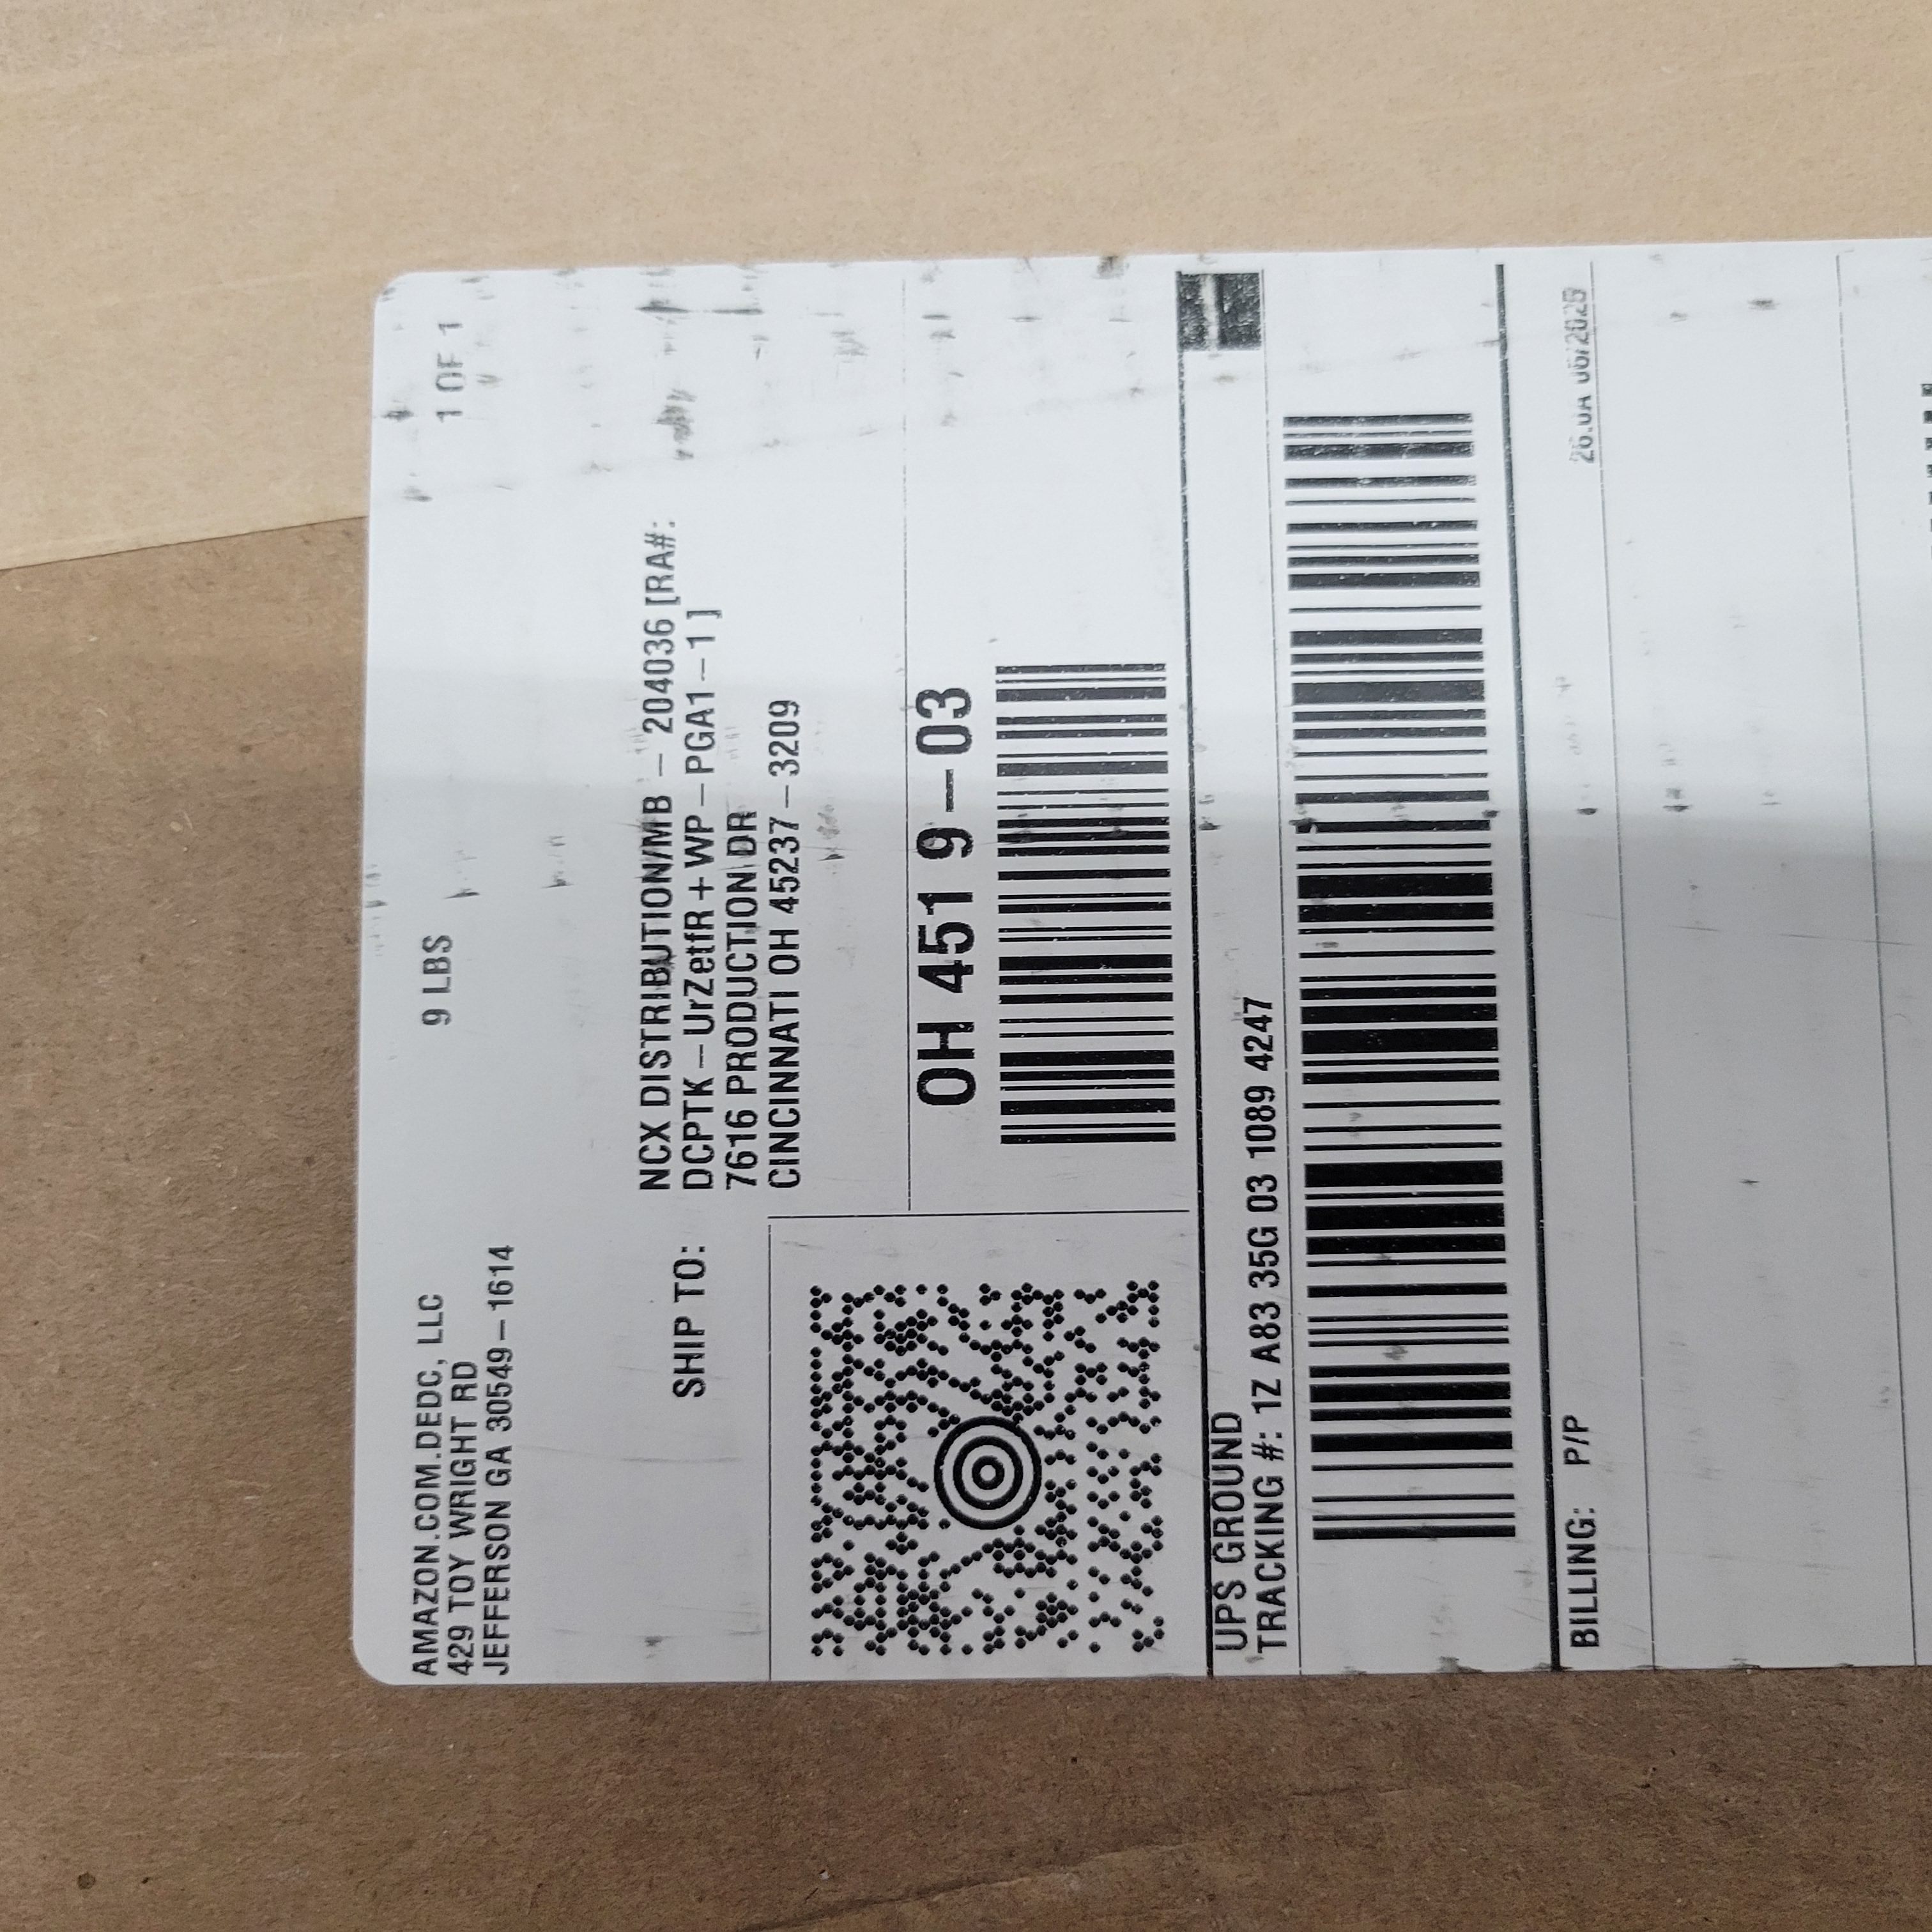 AMAZON.COM.DEDC, LLC
429 TOY WRIGHT RD
JEFFERSON GA 30549-1614
9 LBS
1 OF 1
SHIP TO:
NCX DISTRIBUTION/MB - 204036 [RA#:
DCPTK-UrZetfR+WP-PGA1-1]
7616 PRODUCTION DR
CINCINNATI OH 45237-3209
OH 451 9-03
UPS GROUND
TRACKING #: 1Z A83 35G 03 1089 4247
BILLING: P/P